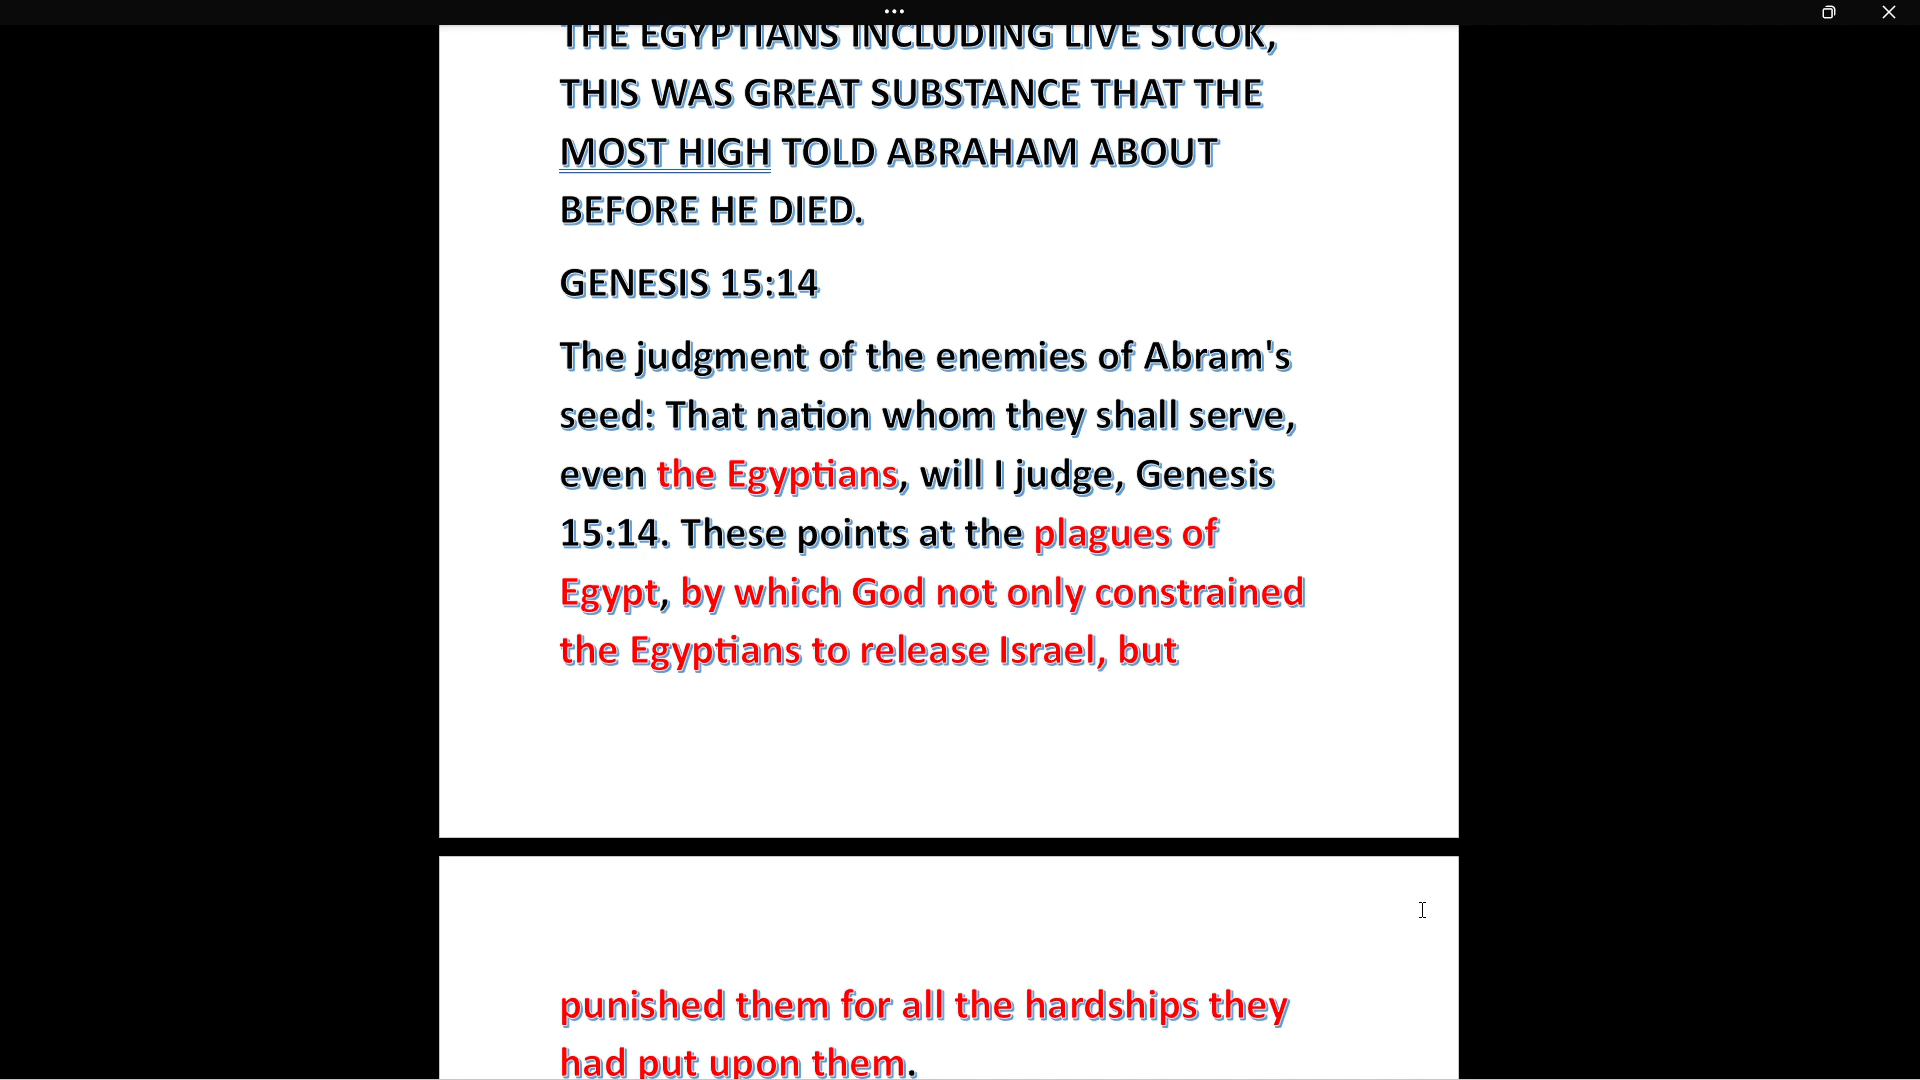 THE EGYPTIANS INCLUDING LIVE STCOK,
THIS WAS GREAT SUBSTANCE THAT THE
MOST HIGH TOLD ABRAHAM ABOUT
BEFORE HE DIED.
GENESIS 15:14
The judgment of the enemies of Abram's
seed: That nation whom they shall serve,
even the Egyptians, will I judge, Genesis
15:14. These points at the plagues of
Egypt, by which God not only constrained
the Egyptians to release Israel, but
punished them for all the hardships they
had put upon them.